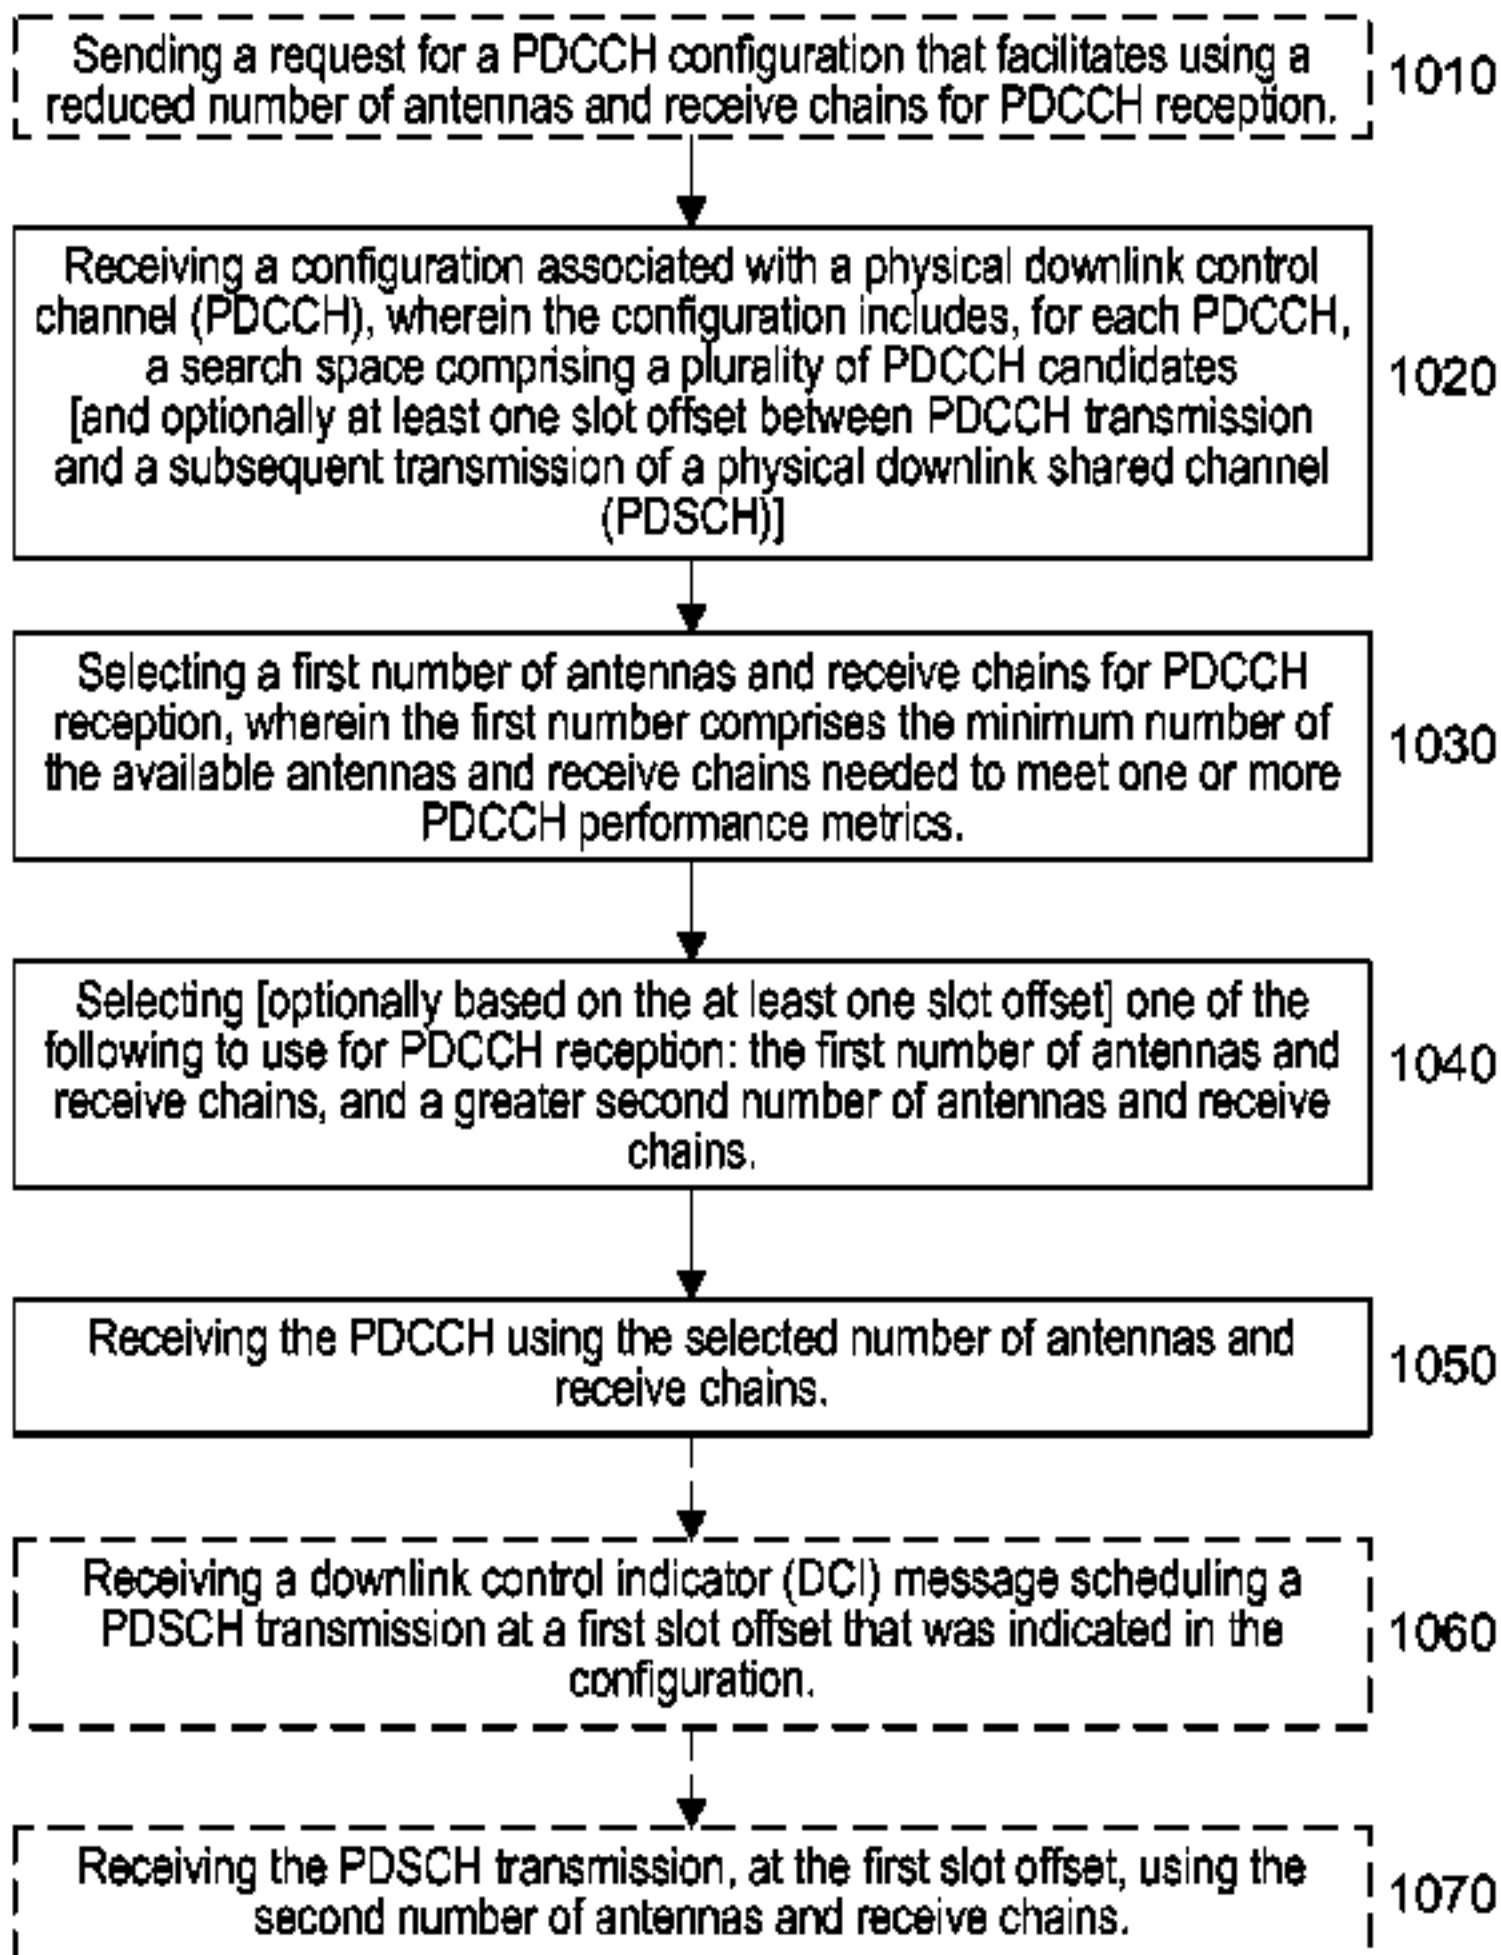 Sending a request for a PDCCH configuration that facilitates using a
reduced number of antennas and receive chains for PDCCH reception.
1010
Receiving a configuration associated with a physical downlink control
channel (PDCCH), wherein the configuration includes, for each PDCCH,
a search space comprising a plurality of PDCCH candidates
[and optionally at least one slot offset between PDCCH transmission
and a subsequent transmission of a physical downlink shared channel
(PDSCH)]
1020
Selecting a first number of antennas and receive chains for PDCCH
reception, wherein the first number comprises the minimum number of
the available antennas and receive chains needed to meet one or more
PDCCH performance metrics.
1030
Selecting [optionally based on the at least one slot offset] one of the
following to use for PDCCH reception: the first number of antennas and
receive chains, and a greater second number of antennas and receive
chains.
1040
Receiving the PDCCH using the selected number of antennas and
receive chains.
1050
Receiving a downlink control indicator (DCI) message scheduling a
PDSCH transmission at a first slot offset that was indicated in the
configuration.
1060
Receiving the PDSCH transmission, at the first slot offset, using the
second number of antennas and receive chains.
1070